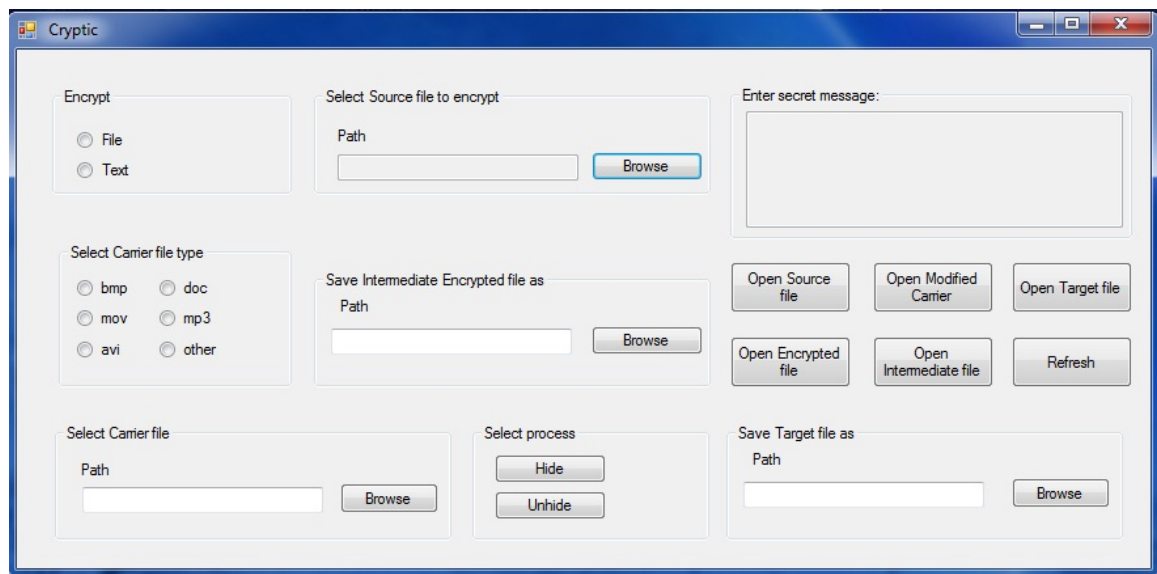 Cryptic
Encrypt
File
Text
Select Source file to encrypt
Path
Browse
Enter secret message:
Select Carrier file type
bmp
doc
mov
mp3
avi
other
Save Intermediate Encrypted file as
Path
Browse
Open Source
file
Open Modified
Carrier
Open Target file
Open Encrypted
file
Open
Intermediate file
Refresh
Select Carrier file
Path
Browse
Select process
Hide
Unhide
Save Target file as
Path
Browse